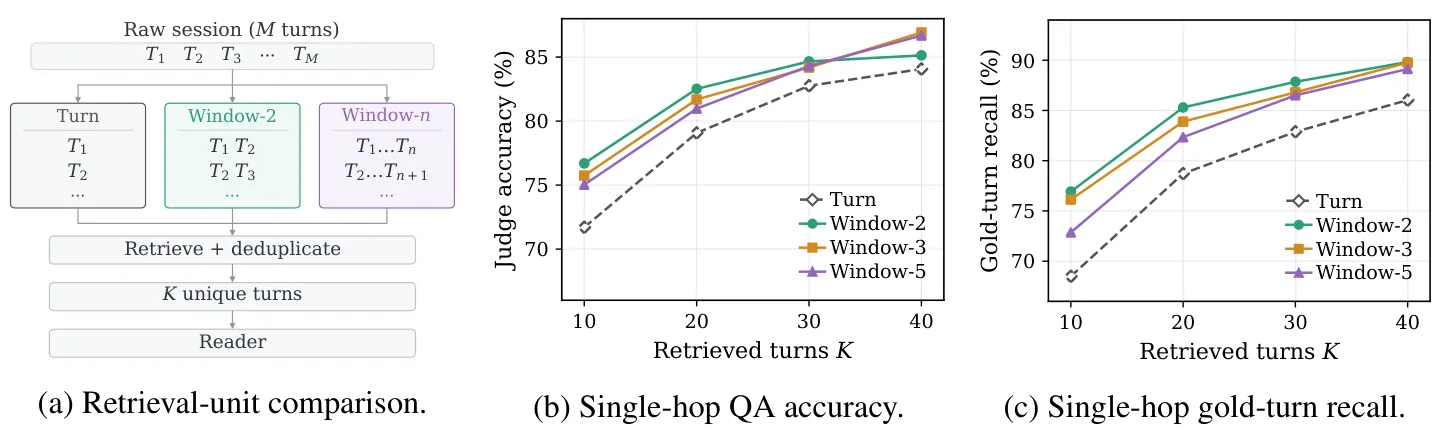 Raw session (M turns)
T1 T2 T3 ... TM
Turn
T1
T2
...
Window-2
T1 T2
T2 T3
...
Window-n
T1...Tn
T2...Tn+1
...
Retrieve + deduplicate
K unique turns
Reader
(a) Retrieval-unit comparison.
Judge accuracy (%)
85
80
75
70
10 20 30 40
Retrieved turns K
Turn
Window-2
Window-3
Window-5
(b) Single-hop QA accuracy.
Gold-turn recall (%)
90
85
80
75
70
10 20 30 40
Retrieved turns K
Turn
Window-2
Window-3
Window-5
(c) Single-hop gold-turn recall.